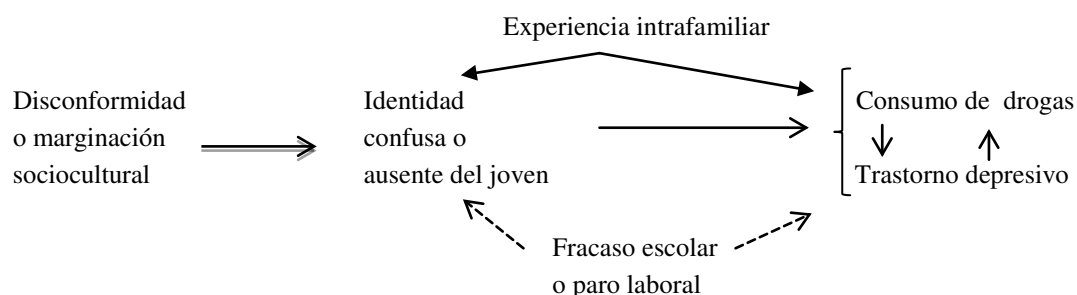 Experiencia intrafamiliar
Disconformidad
o marginación
sociocultural
Identidad
confusa o
ausente del joven
Consumo de drogas
Trastorno depresivo
Fracaso escolar
o paro laboral